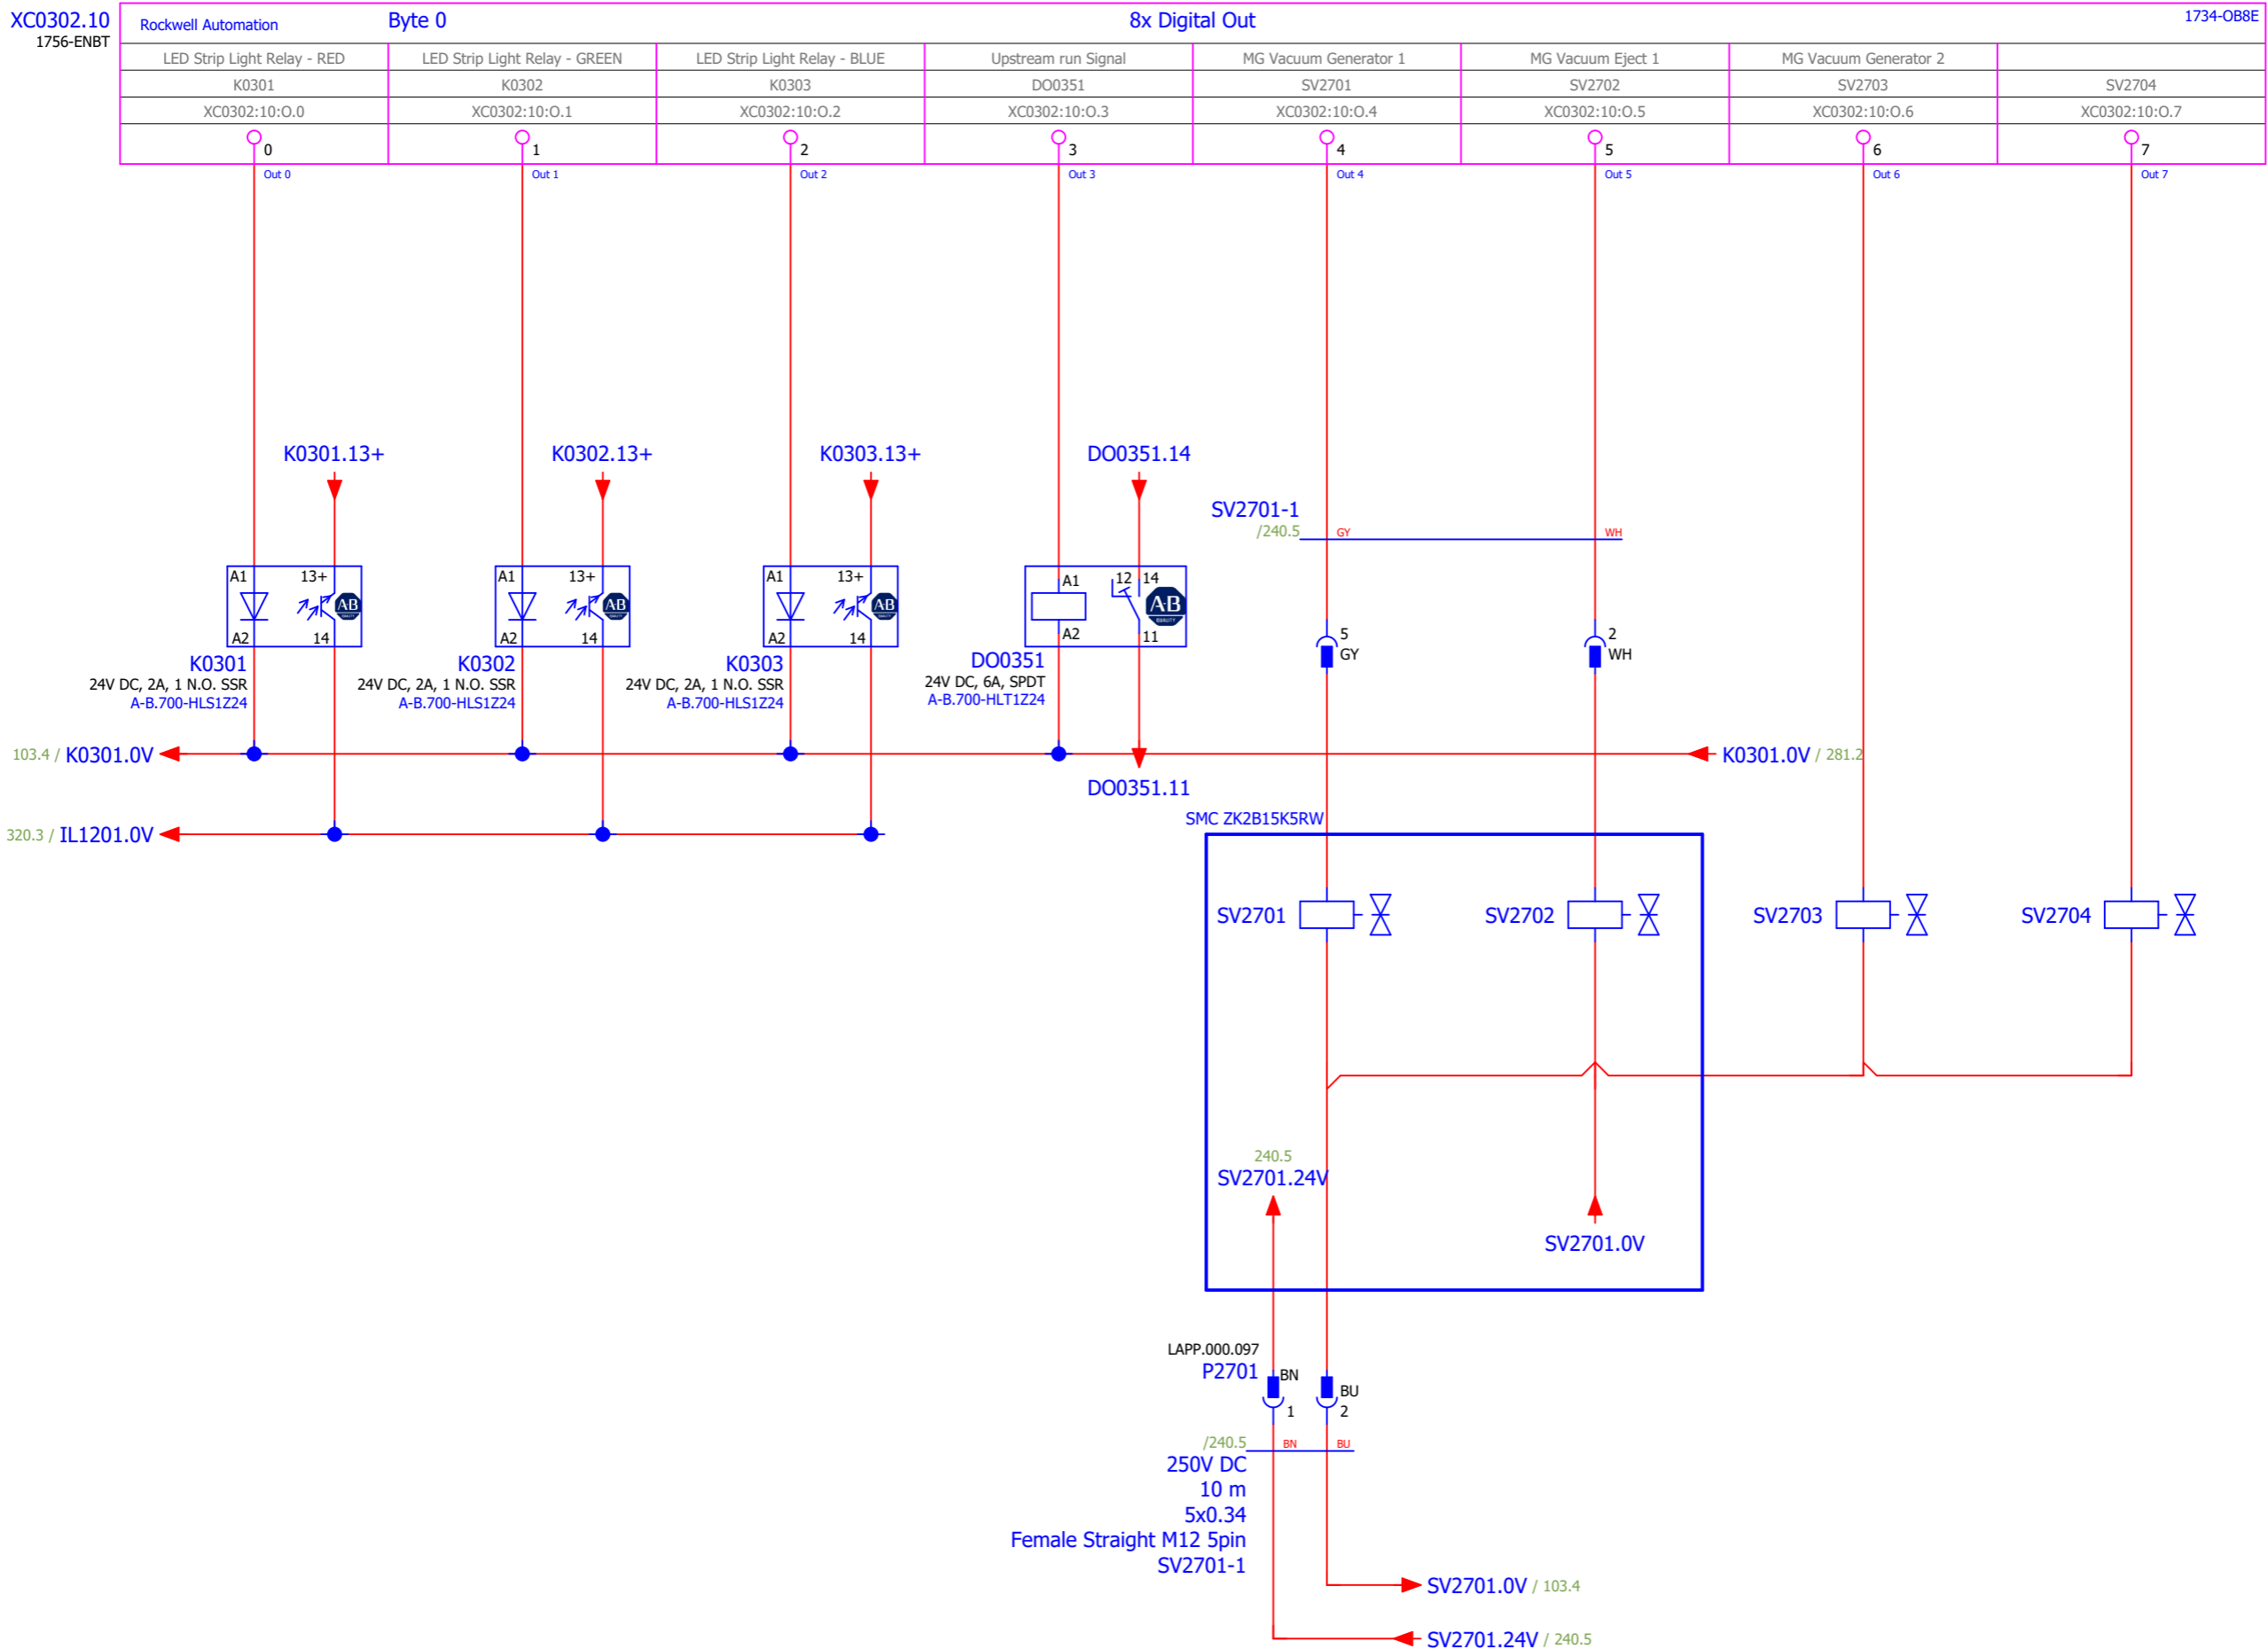 XC0302.10
1756-ENBT
Rockwell Automation Byte 0 8x Digital Out 1734-OB8E
LED Strip Light Relay - RED LED Strip Light Relay - GREEN LED Strip Light Relay - BLUE Upstream run Signal MG Vacuum Generator 1 MG Vacuum Eject 1 MG Vacuum Generator 2
K0301 K0302 K0303 DO0351 SV2701 SV2702 SV2703 SV2704
XC0302:10:O.0 XC0302:10:O.1 XC0302:10:O.2 XC0302:10:O.3 XC0302:10:O.4 XC0302:10:O.5 XC0302:10:O.6 XC0302:10:O.7
0 1 2 3 4 5 6 7
Out 0 Out 1 Out 2 Out 3 Out 4 Out 5 Out 6 Out 7
K0301.13+ K0302.13+ K0303.13+ DO0351.14
SV2701-1
/240.5 GY WH
A1 13+ A1 13+ A1 13+ A1 12 14
AB AB AB A-B
QUALITY
A2 14 A2 14 A2 14 A2 11
5 2
GY WH
K0301 K0302 K0303 DO0351
24V DC, 2A, 1 N.O. SSR 24V DC, 2A, 1 N.O. SSR 24V DC, 2A, 1 N.O. SSR 24V DC, 6A, SPDT
A-B.700-HLS1Z24 A-B.700-HLS1Z24 A-B.700-HLS1Z24 A-B.700-HLT1Z24
103.4 / K0301.0V K0301.0V / 281.2
DO0351.11
SMC ZK2B15K5RW
320.3 / IL1201.0V
SV2701 SV2702 SV2703 SV2704
240.5
SV2701.24V
SV2701.0V
LAPP.000.097
P2701 BN BU
1 2
/240.5 BN BU
250V DC
10 m
5x0.34
Female Straight M12 5pin
SV2701-1
SV2701.0V / 103.4
SV2701.24V / 240.5